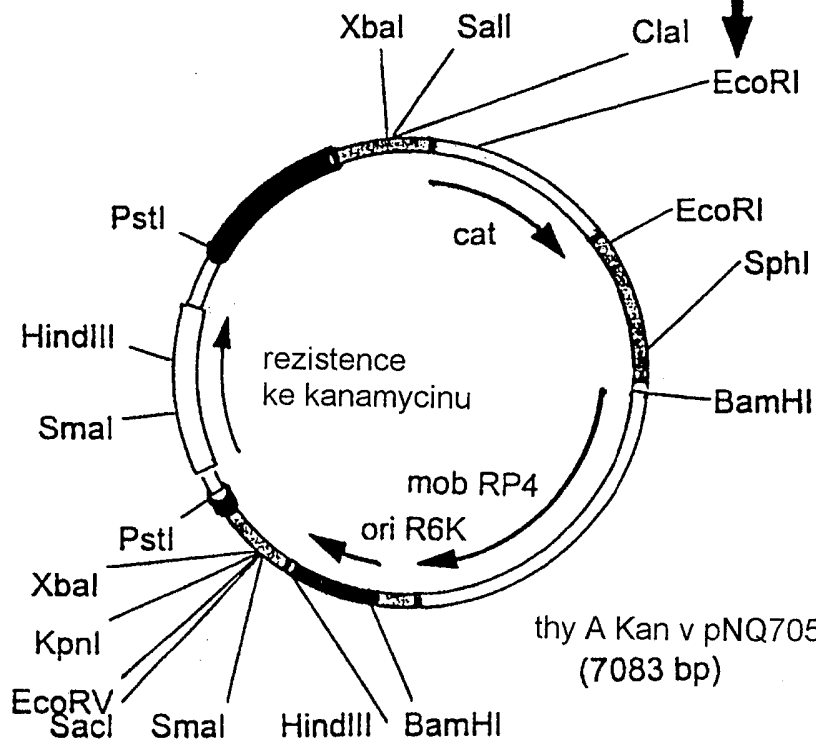 XbaI
SalI
ClaI
EcoRI
EcoRI
SphI
BamHI
cat
PstI
HindIII
SmaI
rezistence
ke kanamycinu
mob RP4
ori R6K
PstI
XbaI
KpnI
EcoRV
SacI
SmaI
HindIII
BamHI
thy A Kan v pNQ705
(7083 bp)